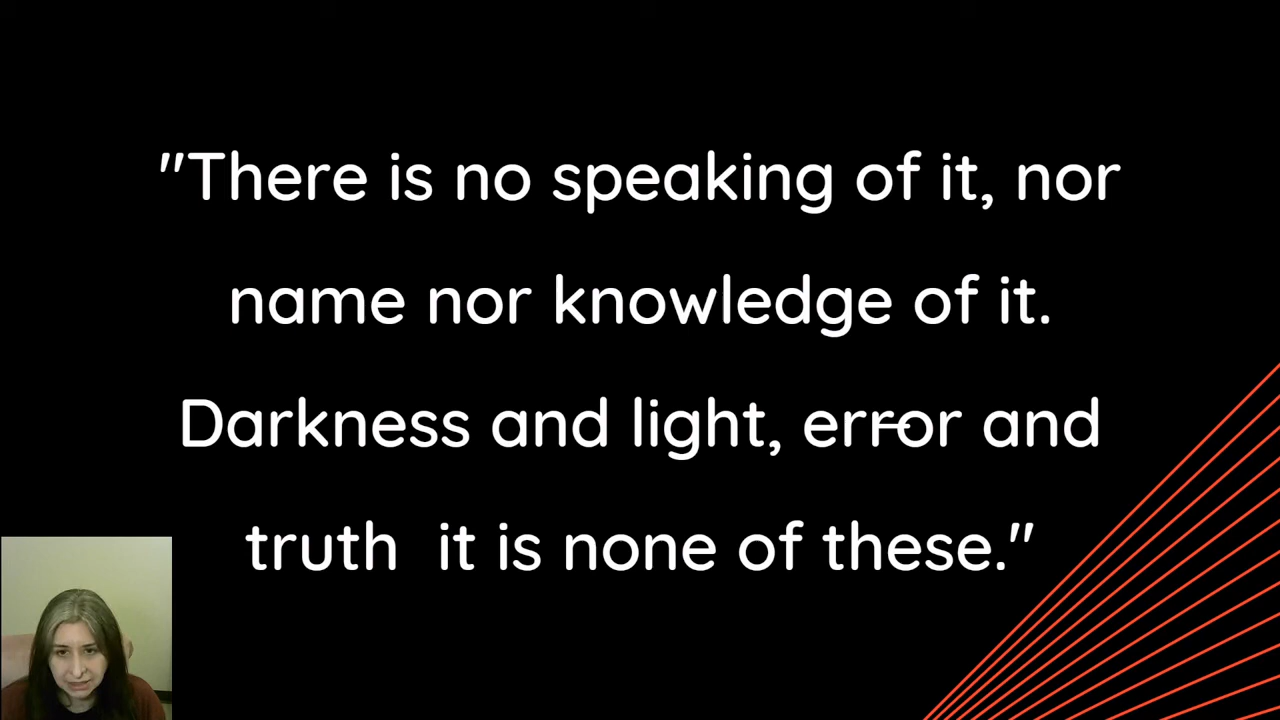 "There is no speaking of it, nor
name nor knowledge of it.
Darkness and light, error and
truth  it is none of these."